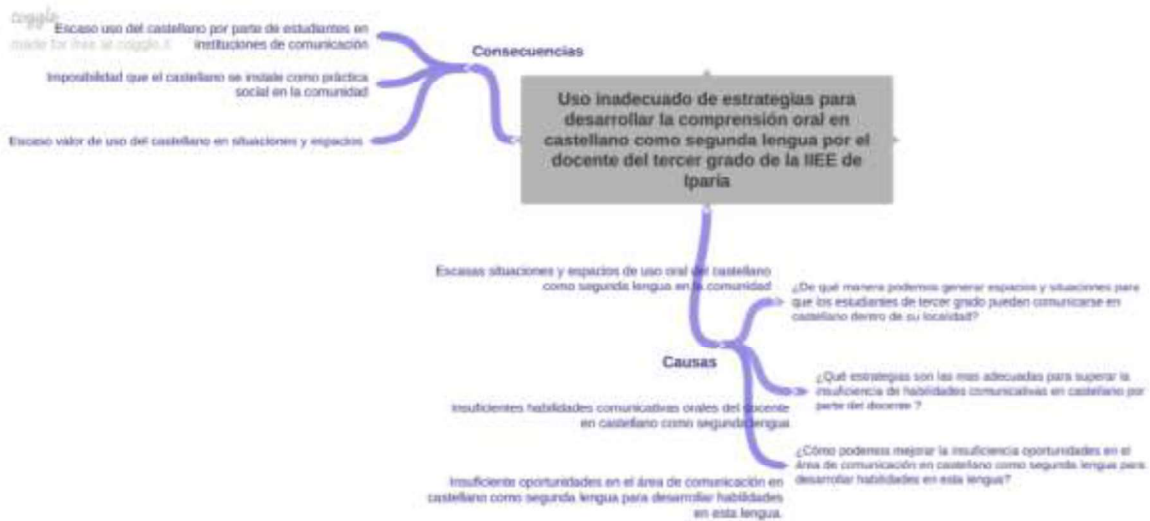 coggle
made for free at coggle.it
Escaso uso del castellano por parte de estudiantes en
instituciones de comunicación
Imposibilidad que el castellano se instale como práctica
social en la comunidad
Escaso valor de uso del castellano en situaciones y espacios
Consecuencias
Uso inadecuado de estrategias para
desarrollar la comprensión oral en
castellano como segunda lengua por el
docente del tercer grado de la IIEE de
Iparia
Escasas situaciones y espacios de uso oral del castellano
como segunda lengua en la comunidad
¿De qué manera podemos generar espacios y situaciones para
que los estudiantes de tercer grado pueden comunicarse en
castellano dentro de su localidad?
Causas
¿Qué estrategias son las mas adecuadas para superar la
insuficiencia de habilidades comunicativas en castellano por
parte del docente ?
Insuficientes habilidades comunicativas orales del docente
en castellano como segunda lengua
¿Cómo podemos mejorar la insuficiencia oportunidades en el
área de comunicación en castellano como segunda lengua para
desarrollar habilidades en esta lengua?
Insuficiente oportunidades en el área de comunicación en
castellano como segunda lengua para desarrollar habilidades
en esta lengua.